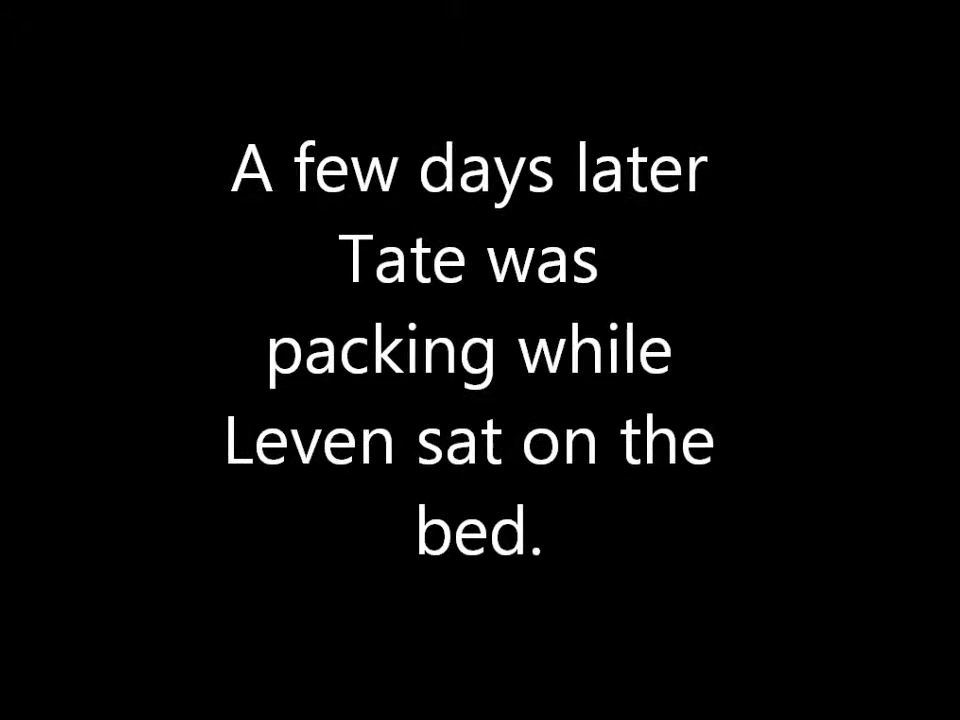 A few days later
Tate was
packing while
Leven sat on the
bed.